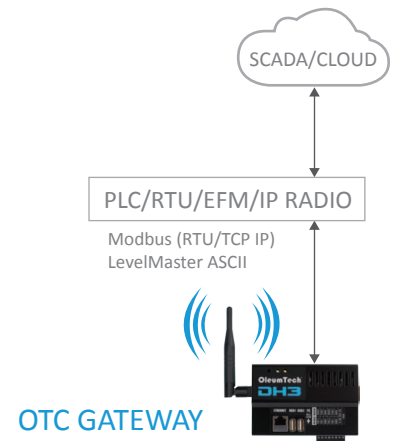 SCADA/CLOUD
PLC/RTU/EFM/IP RADIO
Modbus (RTU/TCP IP)
LevelMaster ASCII
OleumTech
DH3
OTC GATEWAY